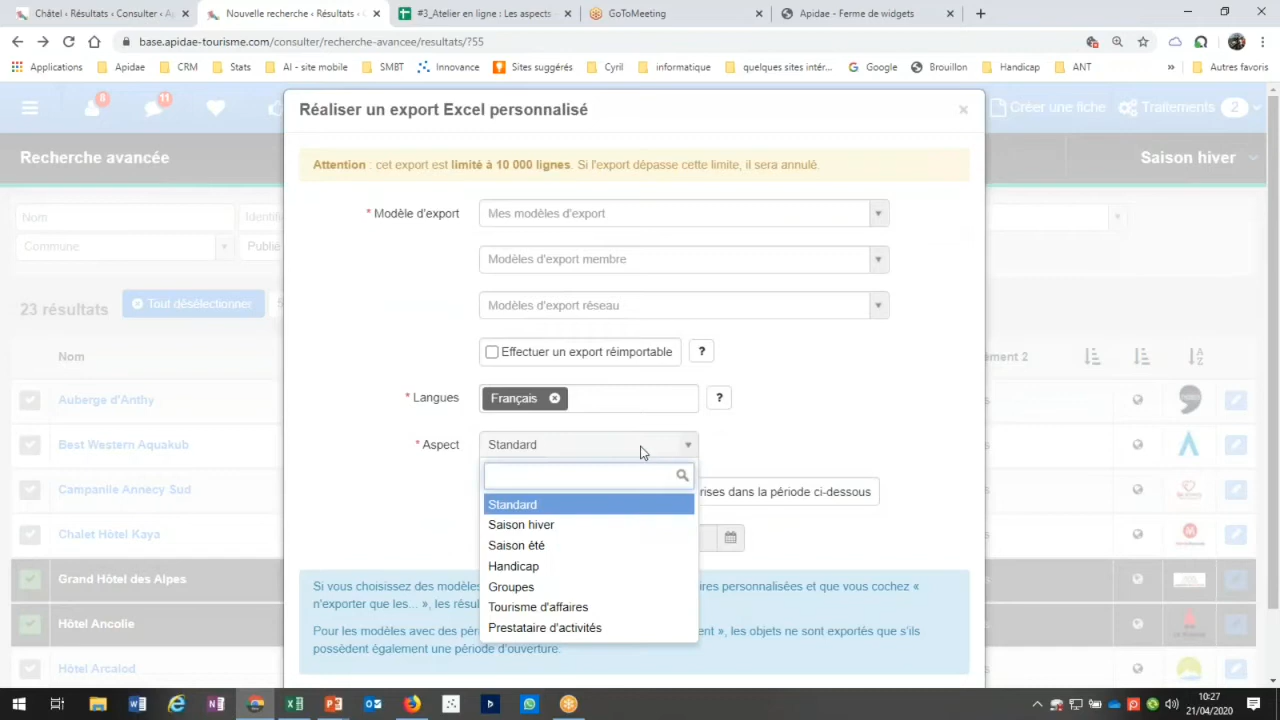 Châtel ‹ Résultats ‹ Consulter ‹ A
Nouvelle recherche ‹ Résultats ‹
#3_Atelier en ligne : Les aspects
GoToMeeting
Apidae - Ferme de widgets
base.apidae-tourisme.com/consulter/recherche-avancee/resultats/?55
Applications
Apidae
CRM
Stats
AI - site mobile
SMBT
Innovance
Sites suggérés
Cyril
informatique
quelques sites intér...
Google
Brouillon
Handicap
ANT
»
Autres favoris
8
11
Créer une fiche
Traitements
2
Recherche avancée
Saison hiver
Nom
Identifi
Commune
Publié
23 résultats
Tout désélectionner
Nom
ment 2
Auberge d'Anthy
Best Western Aquakub
Campanile Annecy Sud
Chalet Hôtel Kaya
Grand Hôtel des Alpes
Hôtel Ancolie
Hôtel Arcalod
Réaliser un export Excel personnalisé
×
Attention : cet export est limité à 10 000 lignes. Si l'export dépasse cette limite, il sera annulé.
* Modèle d'export
Mes modèles d'export
Modèles d'export membre
Modèles d'export réseau
Effectuer un export réimportable
?
* Langues
Français
?
* Aspect
Standard
Standard
Saison hiver
Saison été
Handicap
Groupes
Tourisme d'affaires
Prestataire d'activités
rises dans la période ci-dessous
Si vous choisissez des modèles
ires personnalisées et que vous cochez «
n'exporter que les... », les résul
Pour les modèles avec des pér
ent », les objets ne sont exportés que s'ils
possèdent également une période d'ouverture.
10:27
21/04/2020